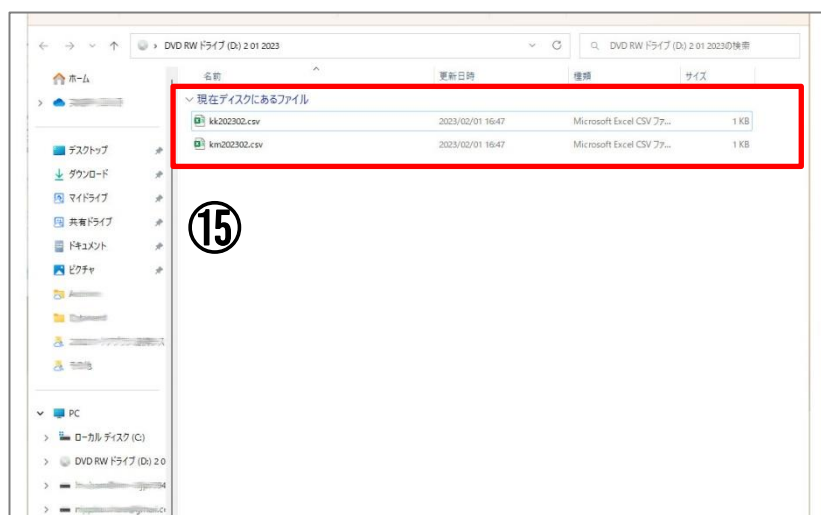 DVD RW ドライブ (D:) 2 01 2023
DVD RW ドライブ (D:) 2 01 2023の検索
ホーム
名前 更新日時 種類 サイズ
現在ディスクにあるファイル
kk202302.csv 2023/02/01 16:47 Microsoft Excel CSV ファ... 1 KB
km202302.csv 2023/02/01 16:47 Microsoft Excel CSV ファ... 1 KB
デスクトップ
ダウンロード
マイドライブ
共有ドライブ
ドキュメント
ピクチャ
⑮
PC
ローカル ディスク (C:)
DVD RW ドライブ (D:) 2 0